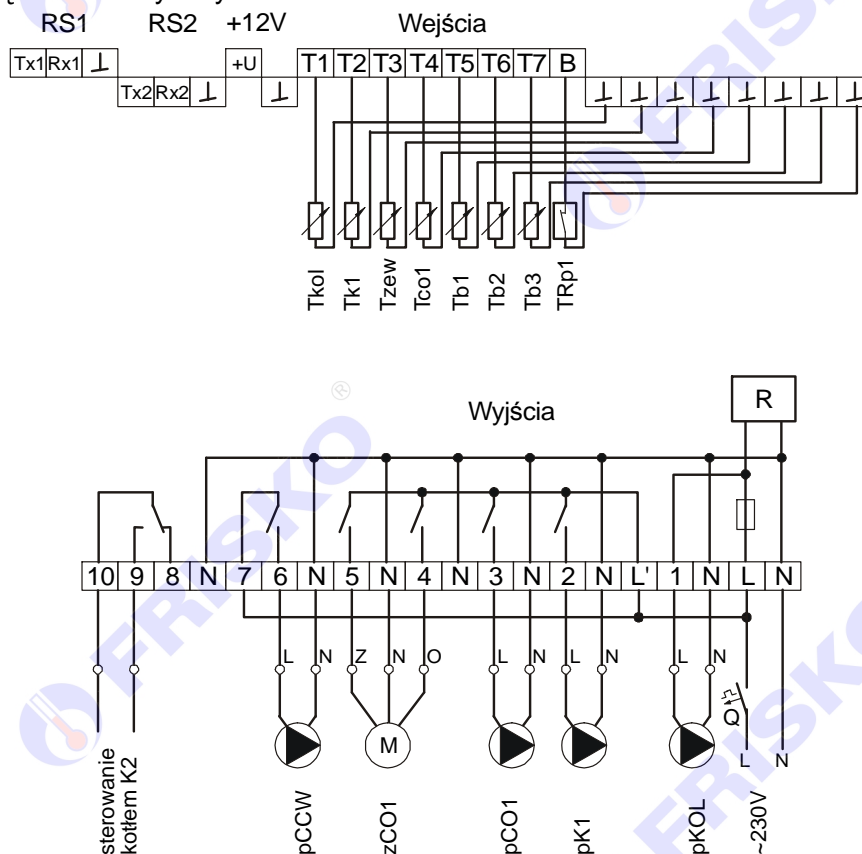 RS1 RS2 +12V Wejścia
Tx1 Rx1 ⊥ +U T1 T2 T3 T4 T5 T6 T7 B
Tx2 Rx2 ⊥ ⊥ ⊥ ⊥ ⊥ ⊥ ⊥ ⊥ ⊥ ⊥
Tkol Tk1 Tzew Tco1 Tb1 Tb2 Tb3 TRp1
R
Wyjścia
10 9 8 N 7 6 N 5 N 4 N 3 N 2 N L' 1 N L N
L N Z N O L N L N L N
Q
M
L N
sterowanie
kotłem K2
pCCW zCO1 pCO1 pK1 pKOL ~230V
FRISKO
FRISKO ®
FRISKO